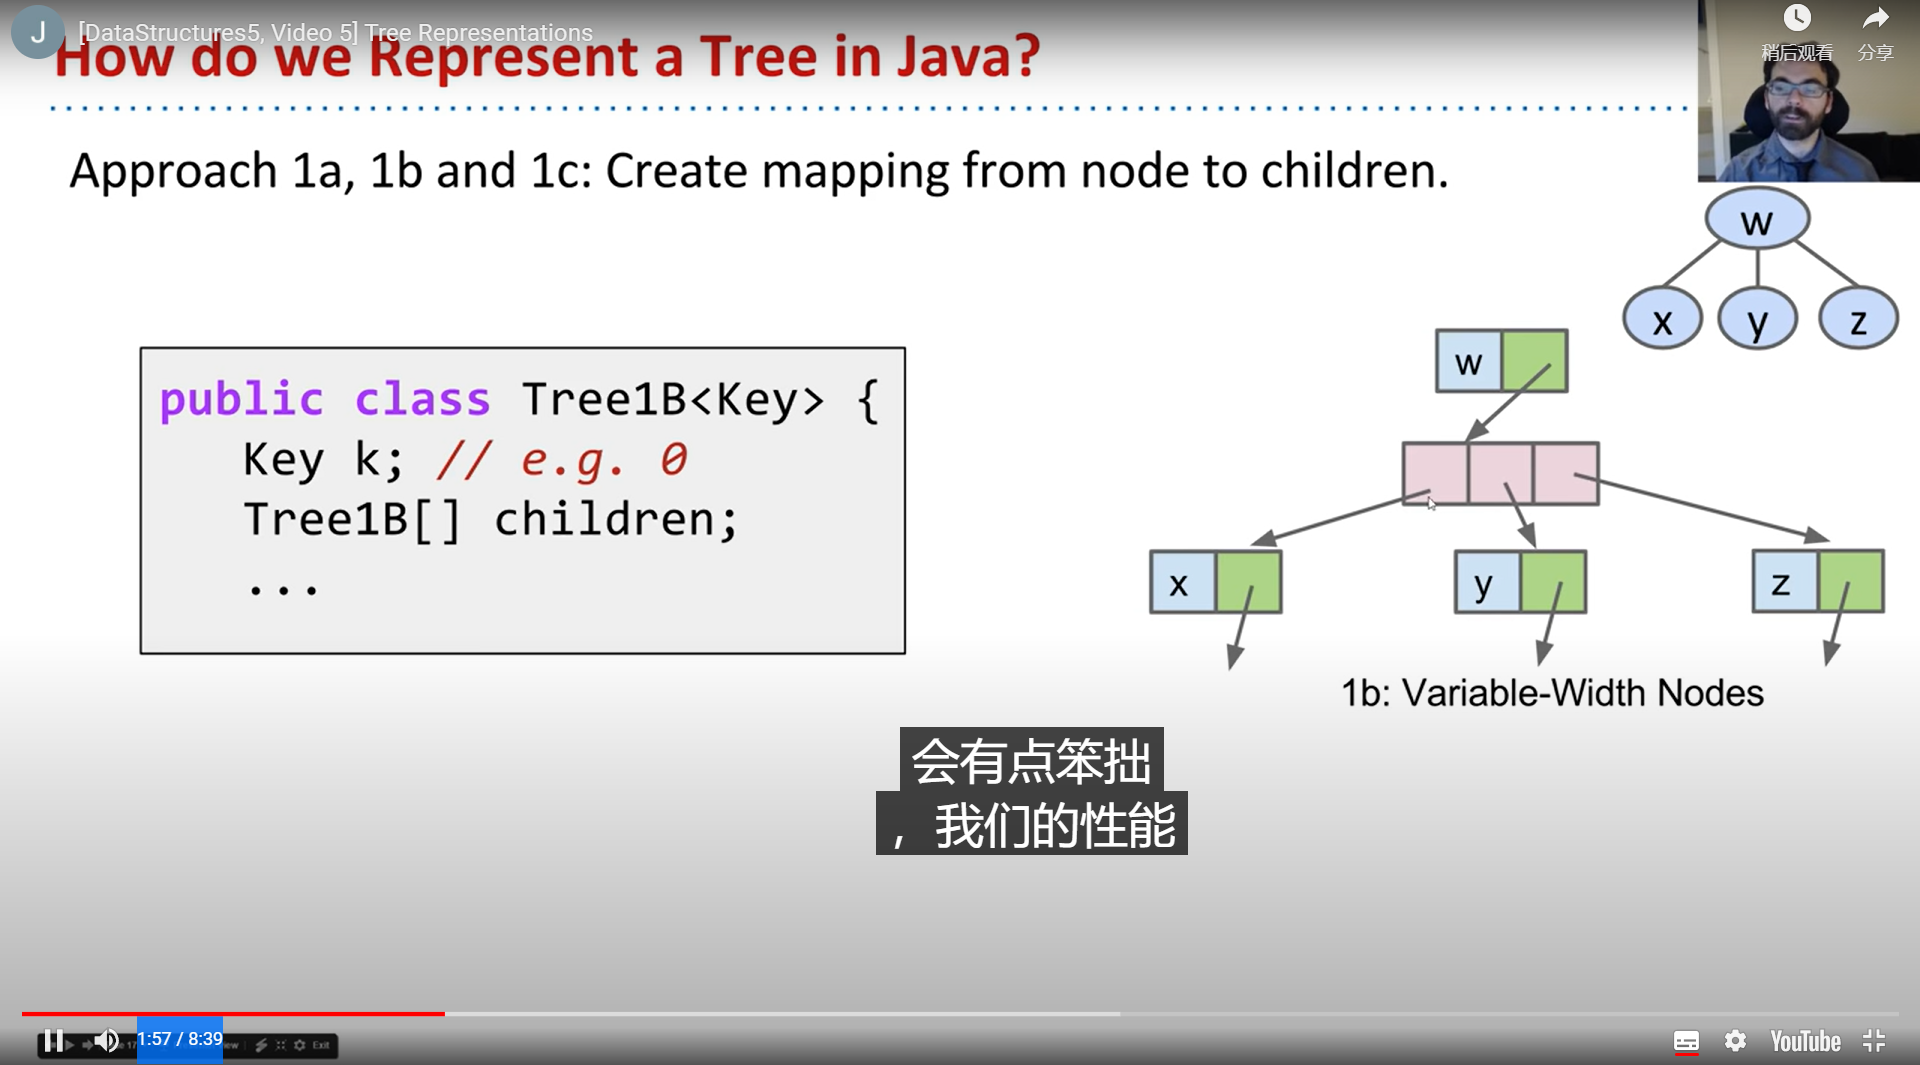 J
[DataStructures5, Video 5] Tree Representations
稍后观看
分享
How do we Represent a Tree in Java?
Approach 1a, 1b and 1c: Create mapping from node to children.
w
x y z
public class Tree1B<Key> {
Key k; // e.g. 0
Tree1B[] children;
...
w
x y z
1b: Variable-Width Nodes
会有点笨拙
，我们的性能
1:57 / 8:39
Exit
YouTube